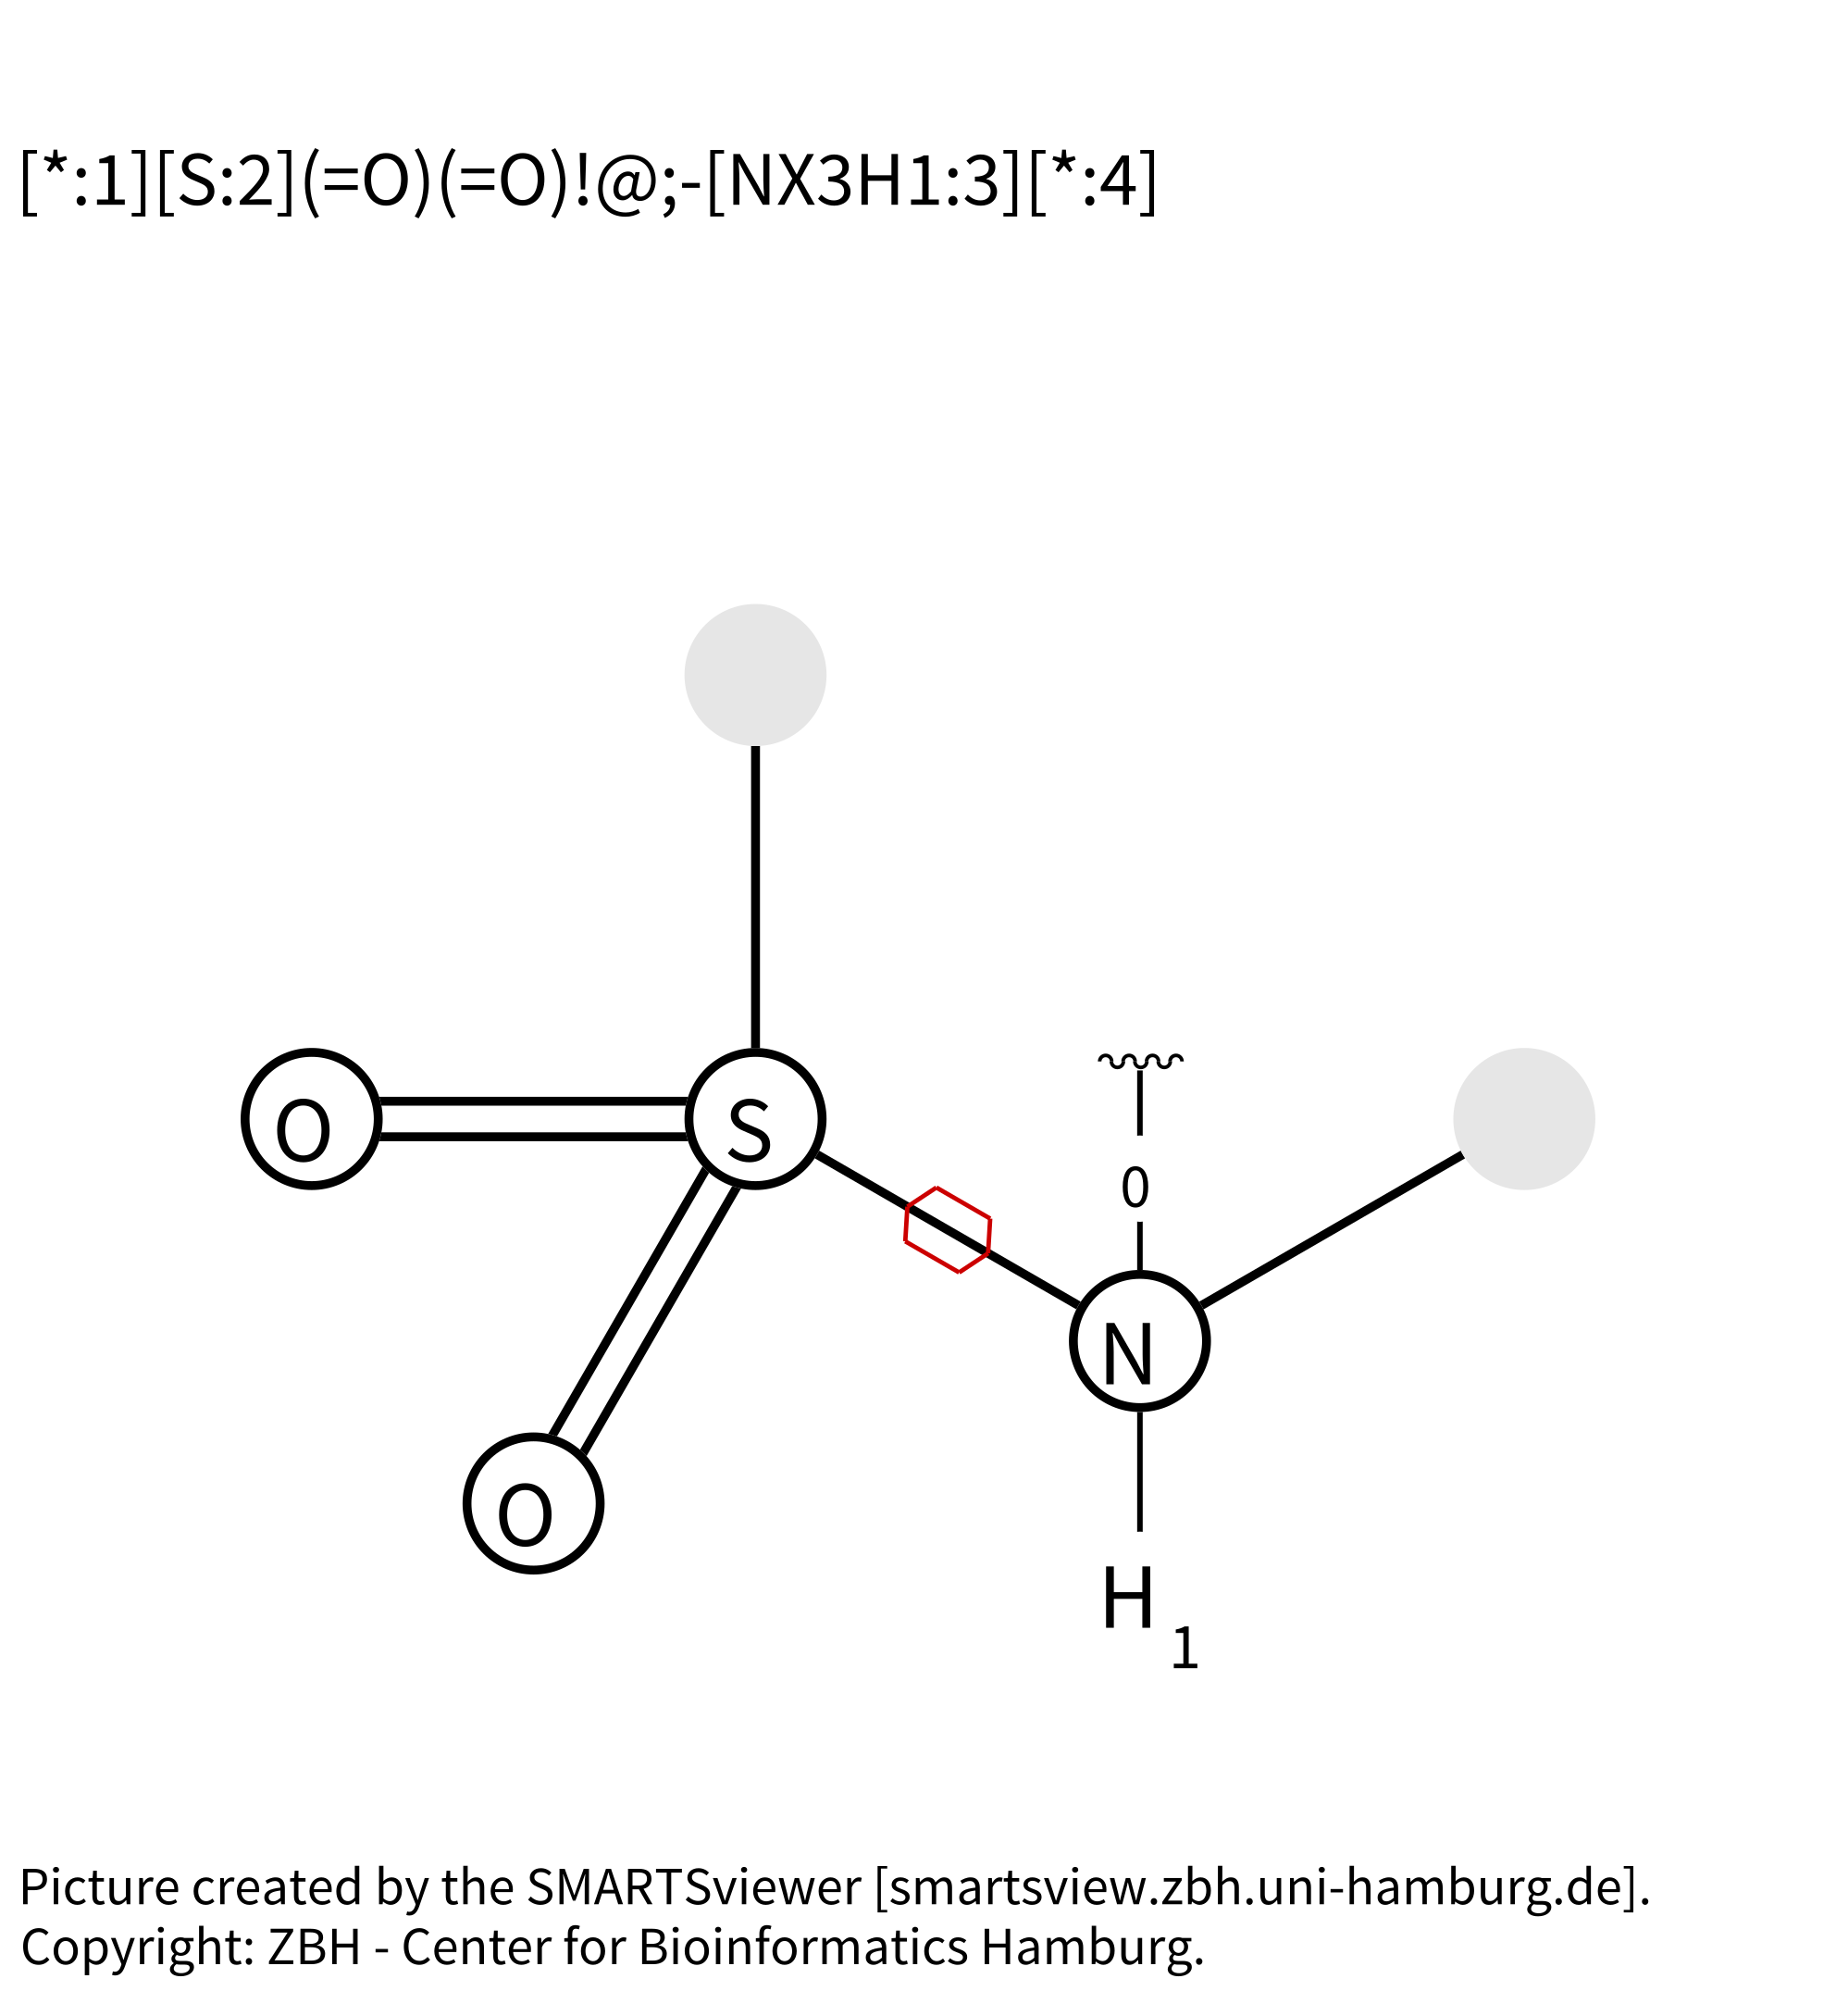 [*:1][S:2](=O)(=O)!@;-[NX3H1:3][*:4]
O
S
0
N
O
H
1
Picture created by the SMARTSviewer [smartsview.zbh.uni-hamburg.de].
Copyright: ZBH - Center for Bioinformatics Hamburg.